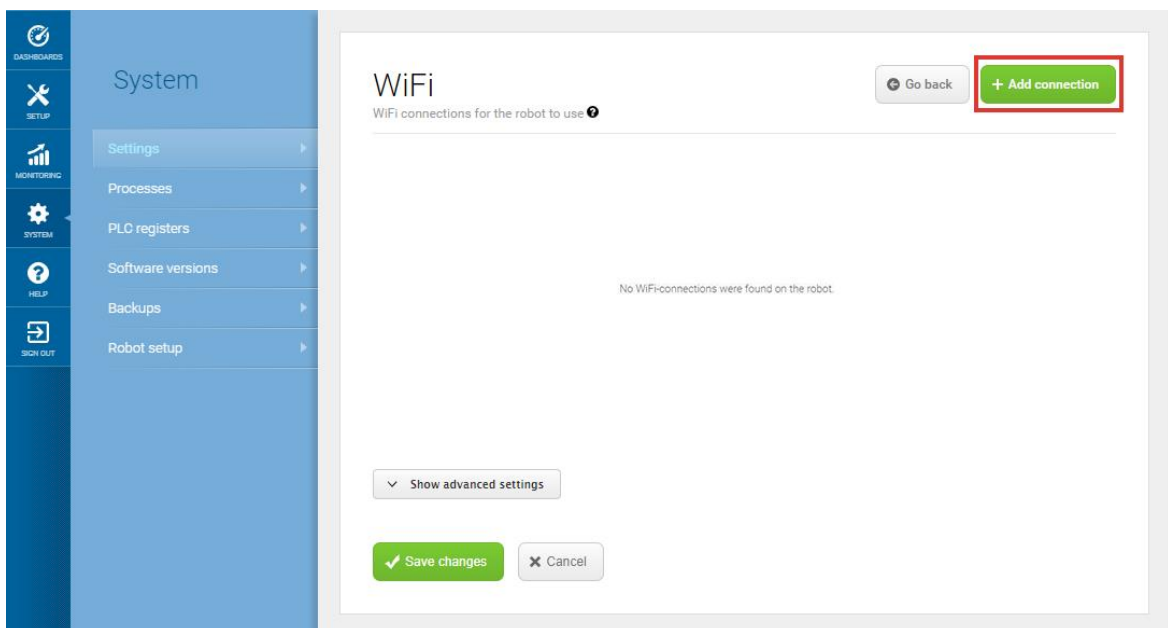 DASHBOARDS
SETUP
MONITORING
SYSTEM
HELP
SIGN OUT
System
Settings
Processes
PLC registers
Software versions
Backups
Robot setup
WiFi
WiFi connections for the robot to use ?
Go back
+ Add connection
No WiFi-connections were found on the robot.
Show advanced settings
Save changes
Cancel